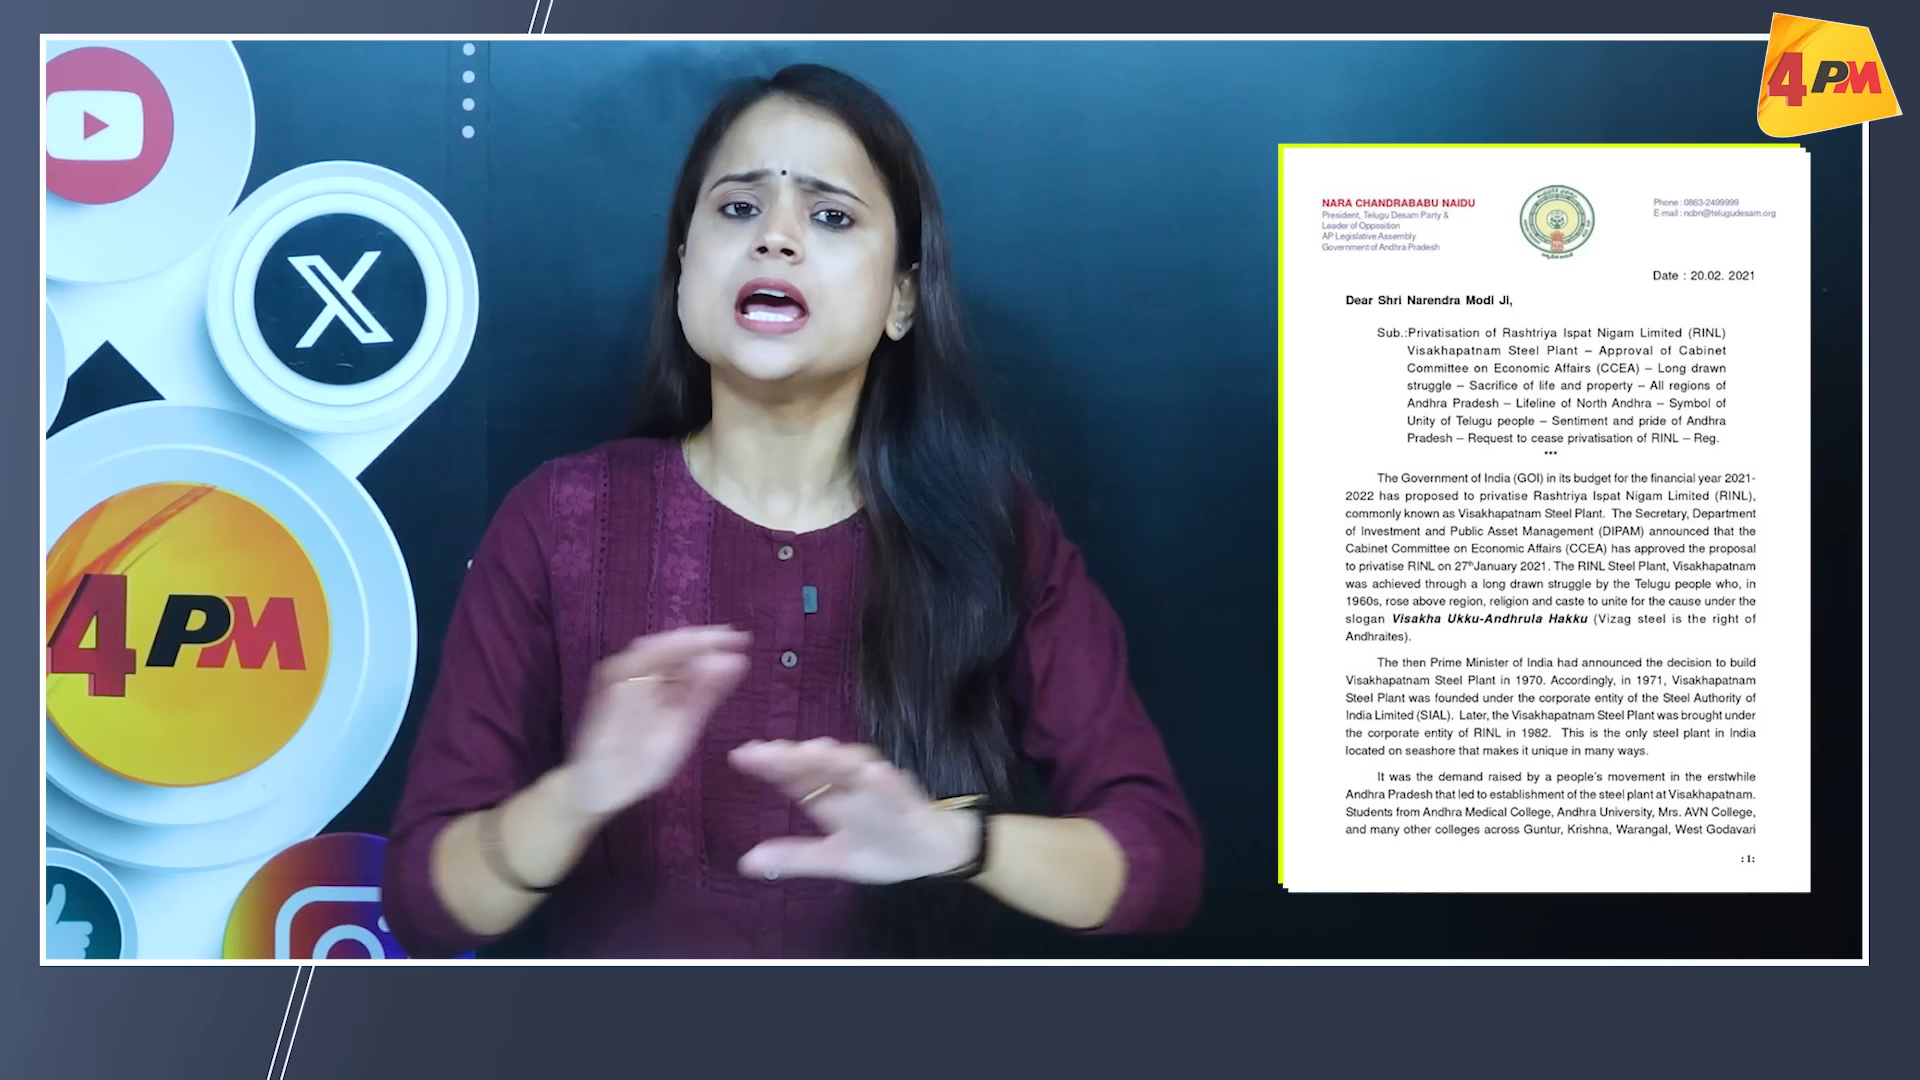 4PM
4PM
NARA CHANDRABABU NAIDU
President, Telugu Desam Party &
Leader of Opposition
AP Legislative Assembly
Government of Andhra Pradesh
Phone : 0863-2499999
E-mail : ncbn@telugudesam.org
Date : 20.02. 2021
Dear Shri Narendra Modi Ji,
Sub.:Privatisation of Rashtriya Ispat Nigam Limited (RINL)
Visakhapatnam Steel Plant – Approval of Cabinet
Committee on Economic Affairs (CCEA) – Long drawn
struggle – Sacrifice of life and property – All regions of
Andhra Pradesh – Lifeline of North Andhra – Symbol of
Unity of Telugu people – Sentiment and pride of Andhra
Pradesh – Request to cease privatisation of RINL – Reg.
***
The Government of India (GOI) in its budget for the financial year 2021-
2022 has proposed to privatise Rashtriya Ispat Nigam Limited (RINL),
commonly known as Visakhapatnam Steel Plant. The Secretary, Department
of Investment and Public Asset Management (DIPAM) announced that the
Cabinet Committee on Economic Affairs (CCEA) has approved the proposal
to privatise RINL on 27th January 2021. The RINL Steel Plant, Visakhapatnam
was achieved through a long drawn struggle by the Telugu people who, in
1960s, rose above region, religion and caste to unite for the cause under the
slogan Visakha Ukku-Andhrula Hakku (Vizag steel is the right of
Andhraites).
The then Prime Minister of India had announced the decision to build
Visakhapatnam Steel Plant in 1970. Accordingly, in 1971, Visakhapatnam
Steel Plant was founded under the corporate entity of the Steel Authority of
India Limited (SIAL). Later, the Visakhapatnam Steel Plant was brought under
the corporate entity of RINL in 1982. This is the only steel plant in India
located on seashore that makes it unique in many ways.
It was the demand raised by a people's movement in the erstwhile
Andhra Pradesh that led to establishment of the steel plant at Visakhapatnam.
Students from Andhra Medical College, Andhra University, Mrs. AVN College,
and many other colleges across Guntur, Krishna, Warangal, West Godavari
:1: